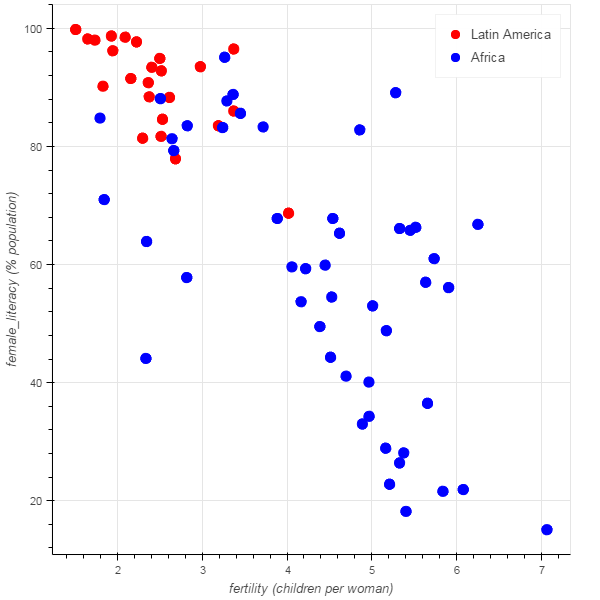 Latin America
Africa
100
80
60
40
20
female_literacy (% population)
2 3 4 5 6 7
fertility (children per woman)